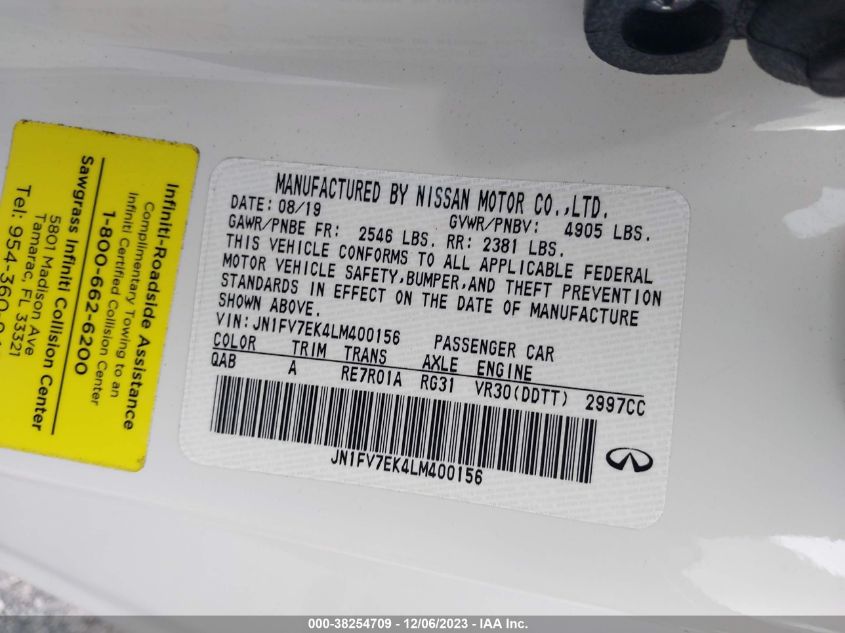 MANUFACTURED BY NISSAN MOTOR CO.,LTD.
DATE: 08/19 GVWR/PNBV: 4905 LBS.
GAWR/PNBE FR: 2546 LBS. RR: 2381 LBS.
THIS VEHICLE CONFORMS TO ALL APPLICABLE FEDERAL
MOTOR VEHICLE SAFETY,BUMPER,AND THEFT PREVENTION
STANDARDS IN EFFECT ON THE DATE OF MANUFACTURE
SHOWN ABOVE.
VIN:JN1FV7EK4LM400156 PASSENGER CAR
COLOR TRIM TRANS AXLE ENGINE
QAB A RE7R01A RG31 VR30(DDTT) 2997CC
JN1FV7EK4LM400156
Infiniti-Roadside Assistance
Complimentary Towing to an
Infiniti Certified Collision Center
1-800-662-6200
Sawgrass Infiniti Collision Center
5801 Madison Ave
Tamarac, FL 33321
Tel: 954-360-
000-38254709 - 12/06/2023 - IAA Inc.